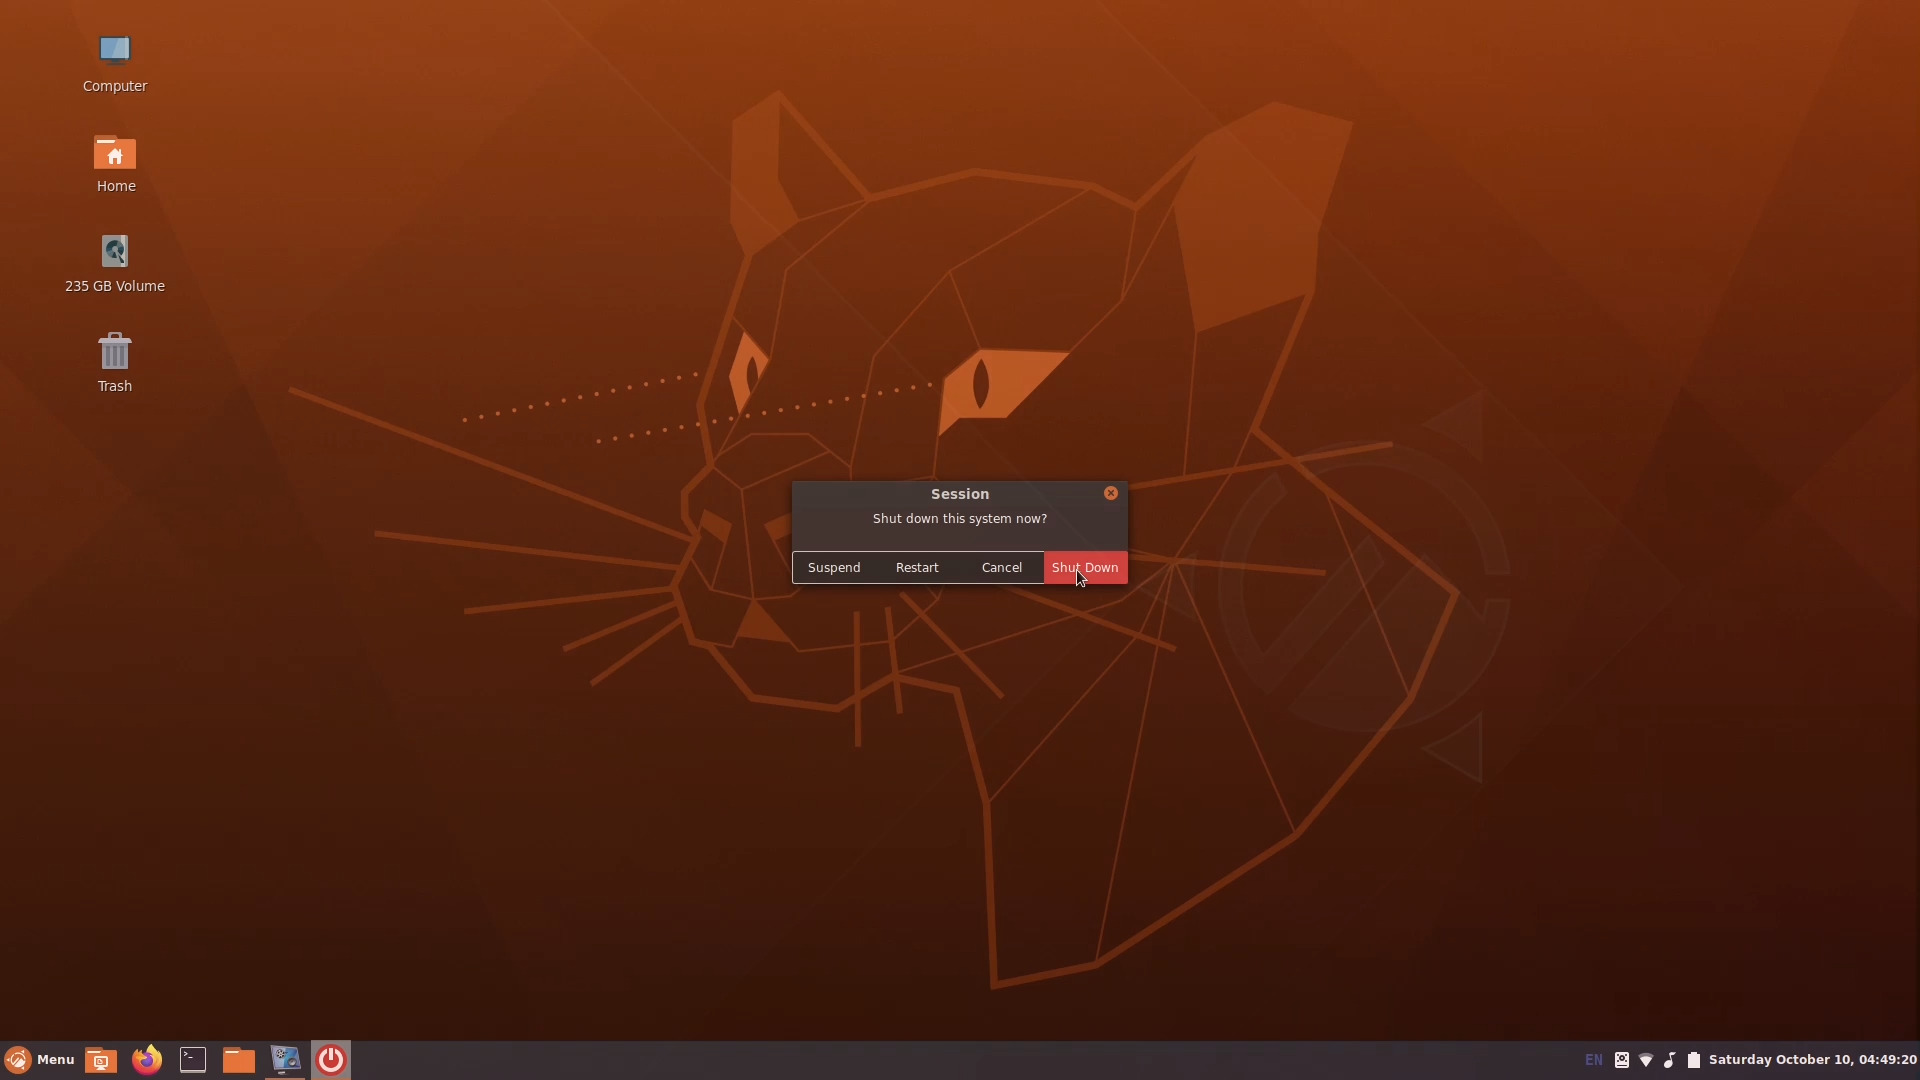 Computer
Home
235 GB Volume
Trash
Session
Shut down this system now?
Suspend Restart Cancel Shut Down
Menu EN Saturday October 10, 04:49:20